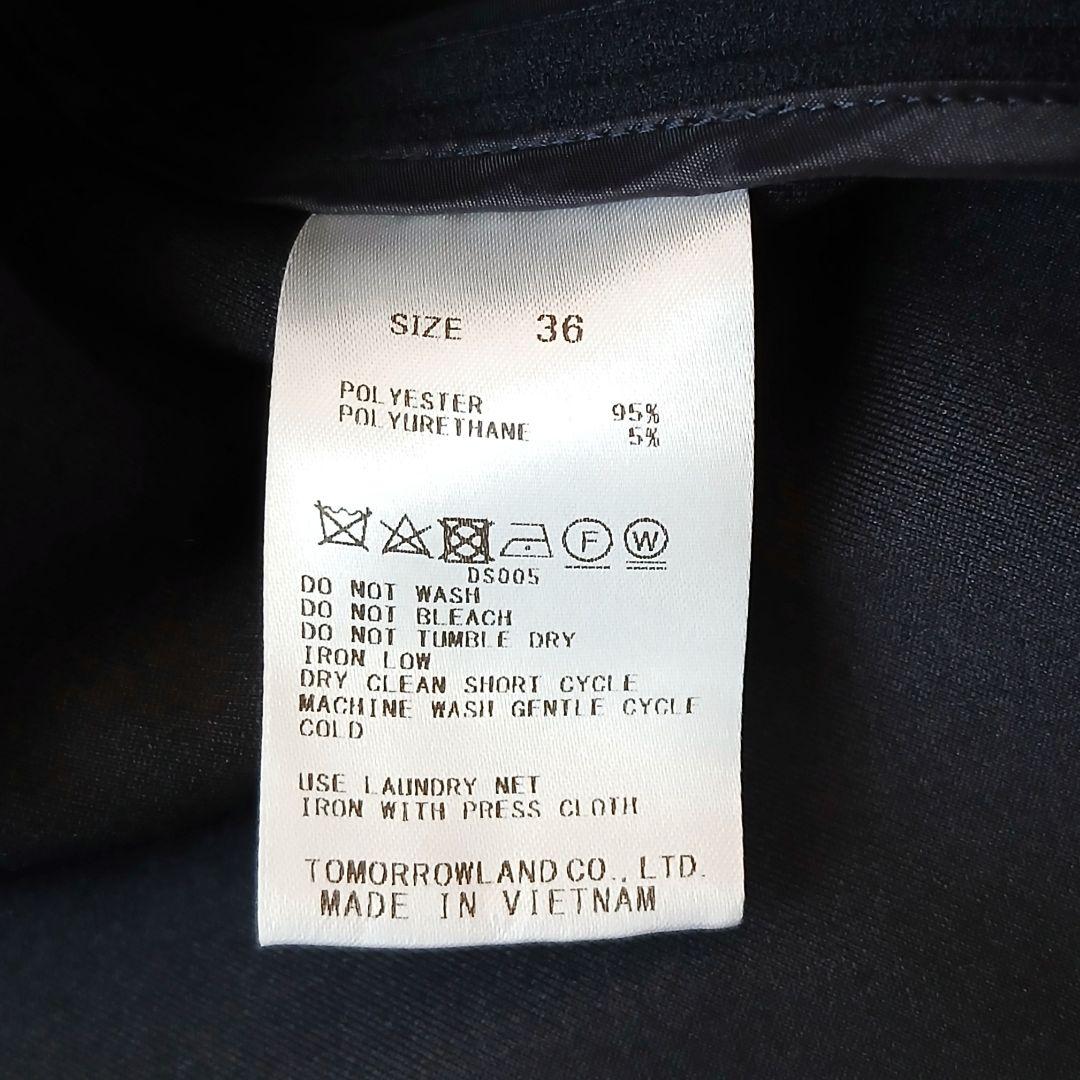 SIZE 36
POLYESTER 95%
POLYURETHANE 5%
F W
DS005
DO NOT WASH
DO NOT BLEACH
DO NOT TUMBLE DRY
IRON LOW
DRY CLEAN SHORT CYCLE
MACHINE WASH GENTLE CYCLE
COLD
USE LAUNDRY NET
IRON WITH PRESS CLOTH
TOMORROWLAND CO., LTD.
MADE IN VIETNAM